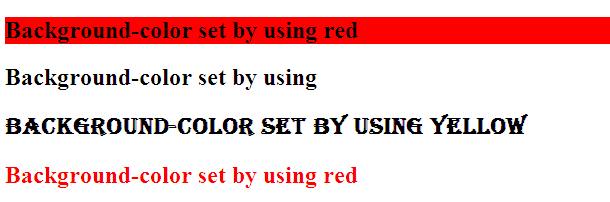 Background-color set by using red
Background-color set by using
BACKGROUND-COLOR SET BY USING YELLOW
Background-color set by using red